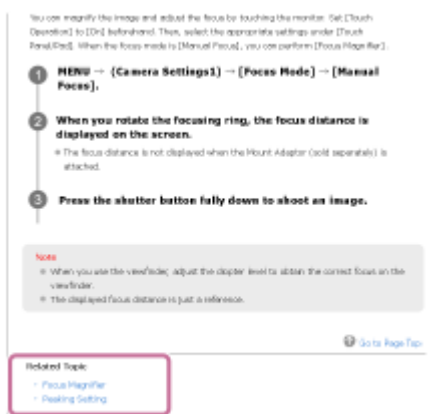 You can magnify the image and adjust the focus by touching the monitor. Set [Touch
Operation] to [On] beforehand. Then, select the appropriate settings under [Touch
Panel/Pad]. When the focus mode is [Manual Focus], you can perform [Focus Magnifier].
1 MENU → (Camera Settings1) → [Focus Mode] → [Manual
Focus].
2 When you rotate the focusing ring, the focus distance is
displayed on the screen.
The focus distance is not displayed when the Mount Adaptor (sold separately) is
attached.
3 Press the shutter button fully down to shoot an image.
Note
When you use the viewfinder, adjust the diopter level to obtain the correct focus on the
viewfinder.
The displayed focus distance is just a reference.
Go to Page Top
Related Topic
Focus Magnifier
Peaking Setting